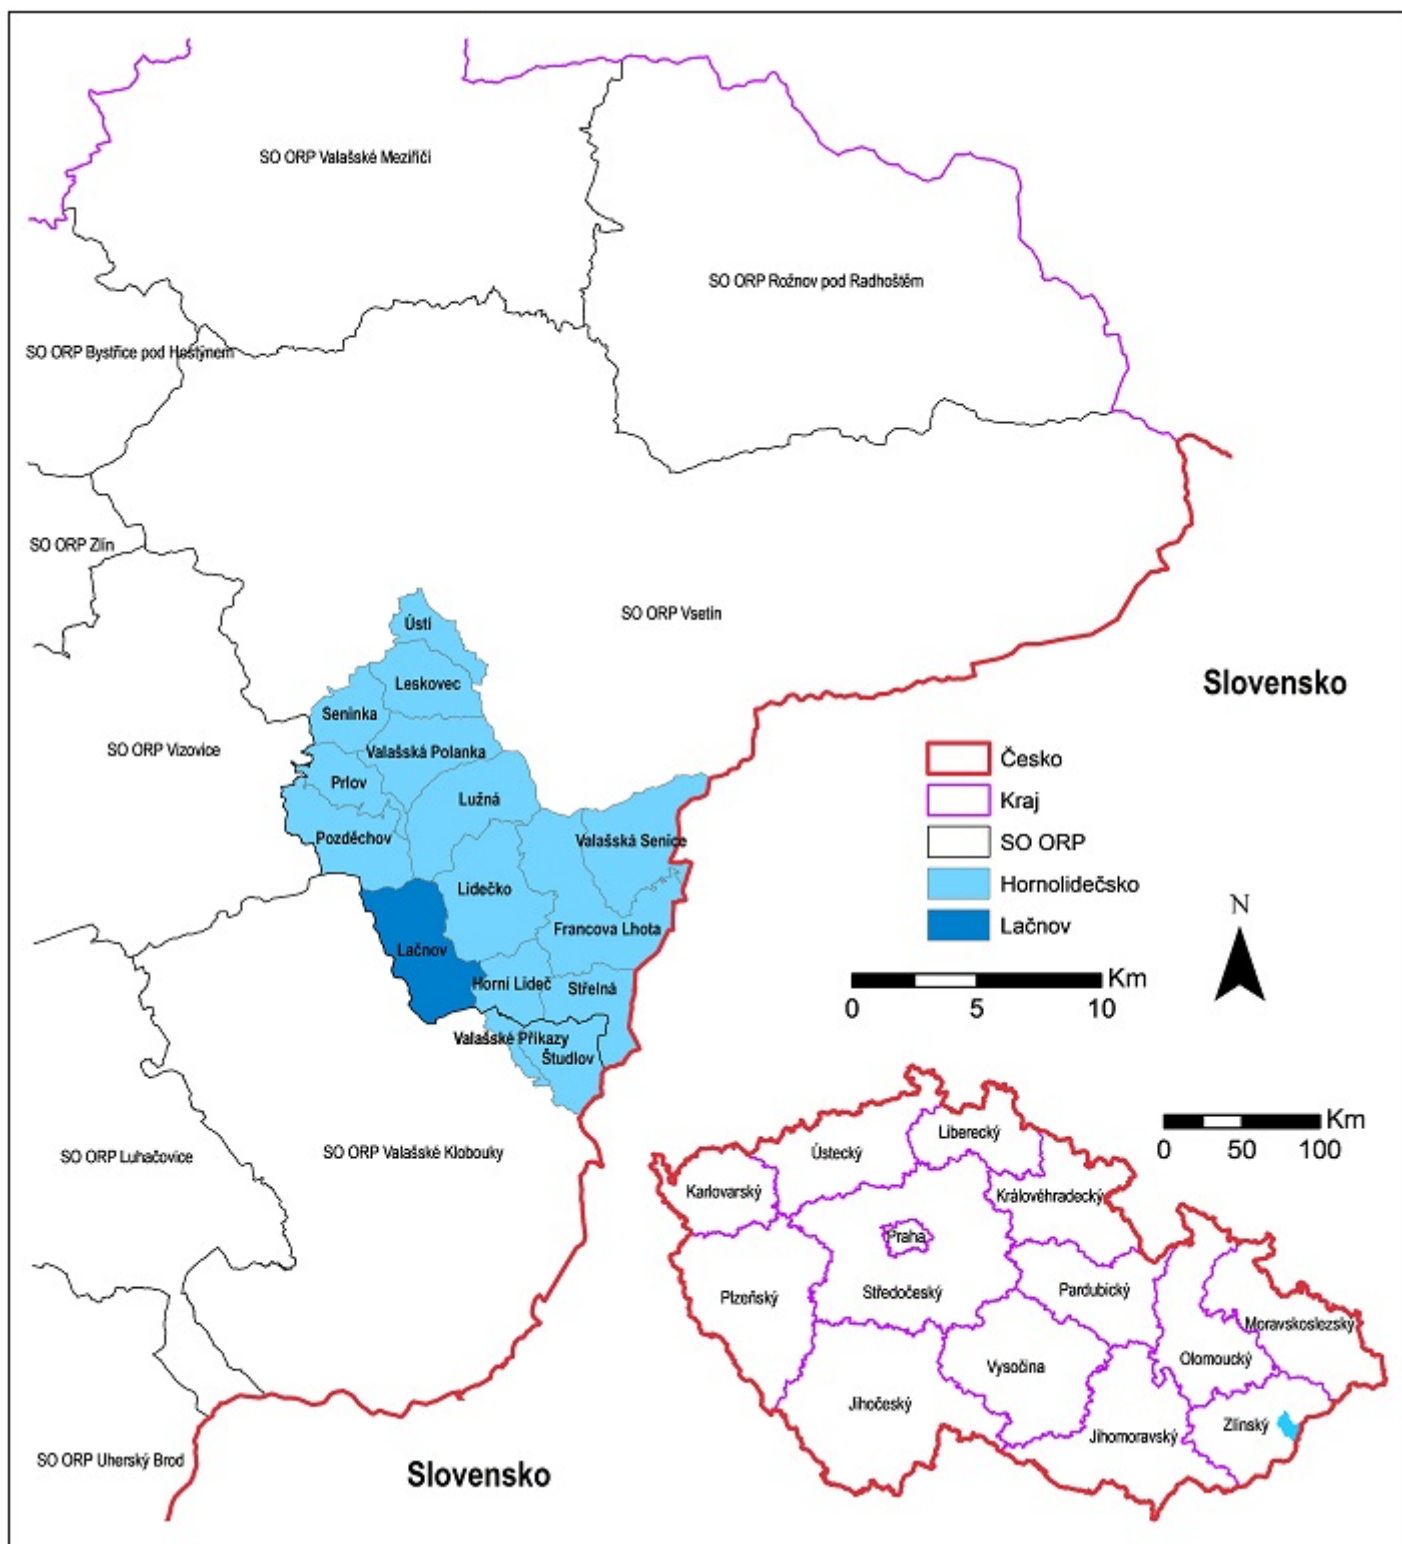 SO ORP Valašské Meziříčí
SO ORP Rožnov pod Radhoštěm
SO ORP Bystřice pod Hostýnem
SO ORP Zlín
SO ORP Vsetín
Ústí
Leskovec
Slovensko
Seninka
SO ORP Vizovice
Valašská Polanka
Česko
Prlov
Lužná
Kraj
Pozděchov
Valašská Senice
SO ORP
Lidečko
Hornolidečsko
N
Francova Lhota
Lačnov
Lačnov
Horní Lideč
Střelná
Km
0 5 10
Valašské Příkazy
Študlov
Km
0 50 100
SO ORP Luhačovice
SO ORP Valašské Klobouky
Liberecký
Ústecký
Karlovarský
Královéhradecký
Praha
Plzeňský
Středočeský
Pardubický
Moravskoslezský
Vysočina
Olomoucký
Jihočeský
Zlínský
Jihomoravský
SO ORP Uherský Brod
Slovensko